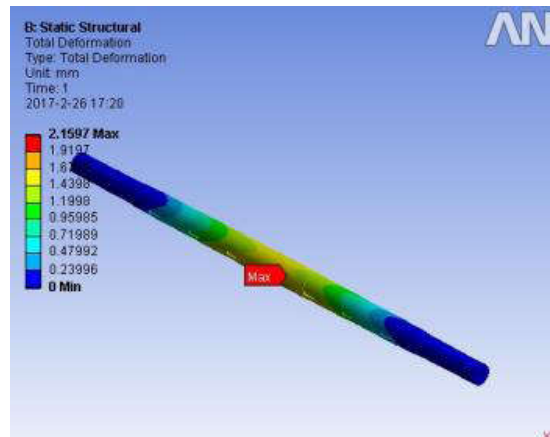 B: Static Structural
Total Deformation
Type: Total Deformation
Unit: mm
Time: 1
2017-2-26 17:20
AN
2.1597 Max
1.9197
1.4398
1.1998
0.95985
0.71989
0.47992
0.23996
0 Min
Max